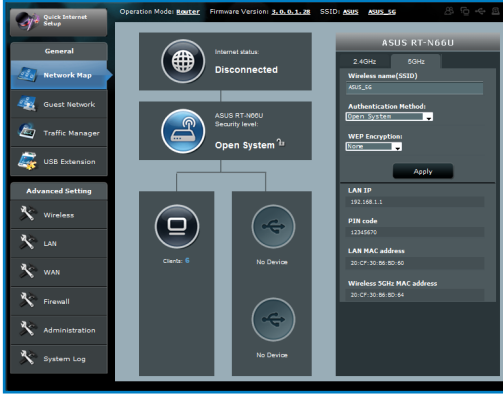 Quick Internet
Setup
Operation Mode: Router Firmware Version: 3.0.0.1.28 SSID: ASUS ASUS_5G
General
Network Map
Guest Network
Traffic Manager
USB Extension
Advanced Setting
Wireless
LAN
WAN
Firewall
Administration
System Log
Internet status:
Disconnected
ASUS RT-N66U
Security level:
Open System
Clients: 6
No Device
No Device
ASUS RT-N66U
2.4GHz 5GHz
Wireless name(SSID)
ASUS_5G
Authentication Method:
Open System
WEP Encryption:
None
Apply
LAN IP
192.168.1.1
PIN code
12345670
LAN MAC address
20:CF:30:B6:BD:60
Wireless 5GHz MAC address
20:CF:30:B6:BD:64